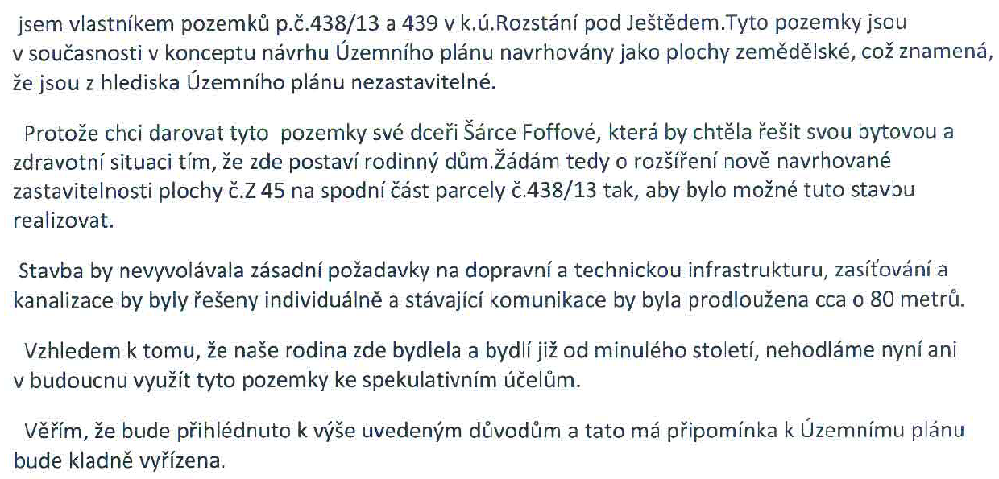 jsem vlastníkem pozemků p.č.438/13 a 439 v k.ú.Rozstání pod Ještědem.Tyto pozemky jsou
v současnosti v konceptu návrhu Územního plánu navrhovány jako plochy zemědělské, což znamená,
že jsou z hlediska Územního plánu nezastavitelné.
Protože chci darovat tyto  pozemky své dceři Šárce Foffové, která by chtěla řešit svou bytovou a
zdravotní situaci tím, že zde postaví rodinný dům.Žádám tedy o rozšíření nově navrhované
zastavitelnosti plochy č.Z 45 na spodní část parcely č.438/13 tak, aby bylo možné tuto stavbu
realizovat.
Stavba by nevyvolávala zásadní požadavky na dopravní a technickou infrastrukturu, zasíťování a
kanalizace by byly řešeny individuálně a stávající komunikace by byla prodloužena cca o 80 metrů.
Vzhledem k tomu, že naše rodina zde bydlela a bydlí již od minulého století, nehodláme nyní ani
v budoucnu využít tyto pozemky ke spekulativním účelům.
Věřím, že bude přihlédnuto k výše uvedeným důvodům a tato má připomínka k Územnímu plánu
bude kladně vyřízena.